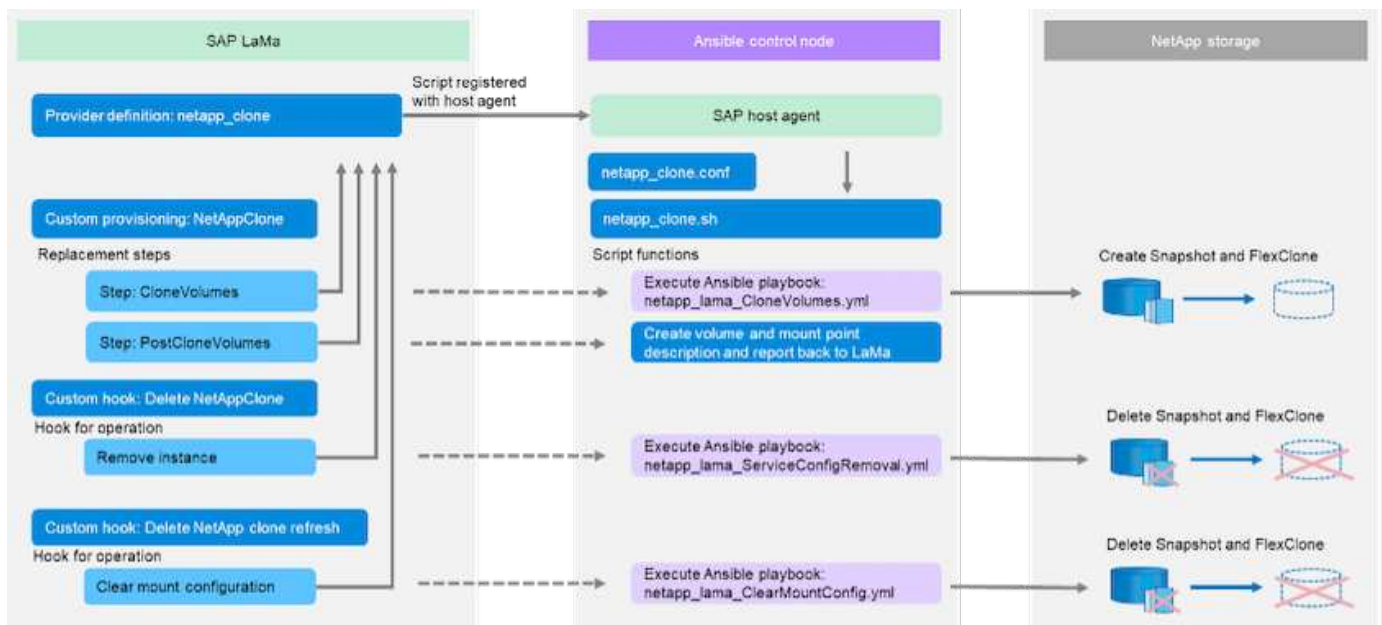 SAP LaMa
Ansible control node
NetApp storage
Script registered
with host agent
Provider definition: netapp_clone
SAP host agent
netapp_clone.conf
Custom provisioning: NetAppClone
netapp_clone.sh
Replacement steps
Script functions
Create Snapshot and FlexClone
Step: CloneVolumes
Execute Ansible playbook:
netapp_lama_CloneVolumes.yml
Step: PostCloneVolumes
Create volume and mount point
description and report back to LaMa
Custom hook: Delete NetAppClone
Hook for operation
Delete Snapshot and FlexClone
Remove instance
Execute Ansible playbook:
netapp_lama_ServiceConfigRemoval.yml
Custom hook: Delete NetApp clone refresh
Hook for operation
Delete Snapshot and FlexClone
Clear mount configuration
Execute Ansible playbook:
netapp_lama_ClearMountConfig.yml